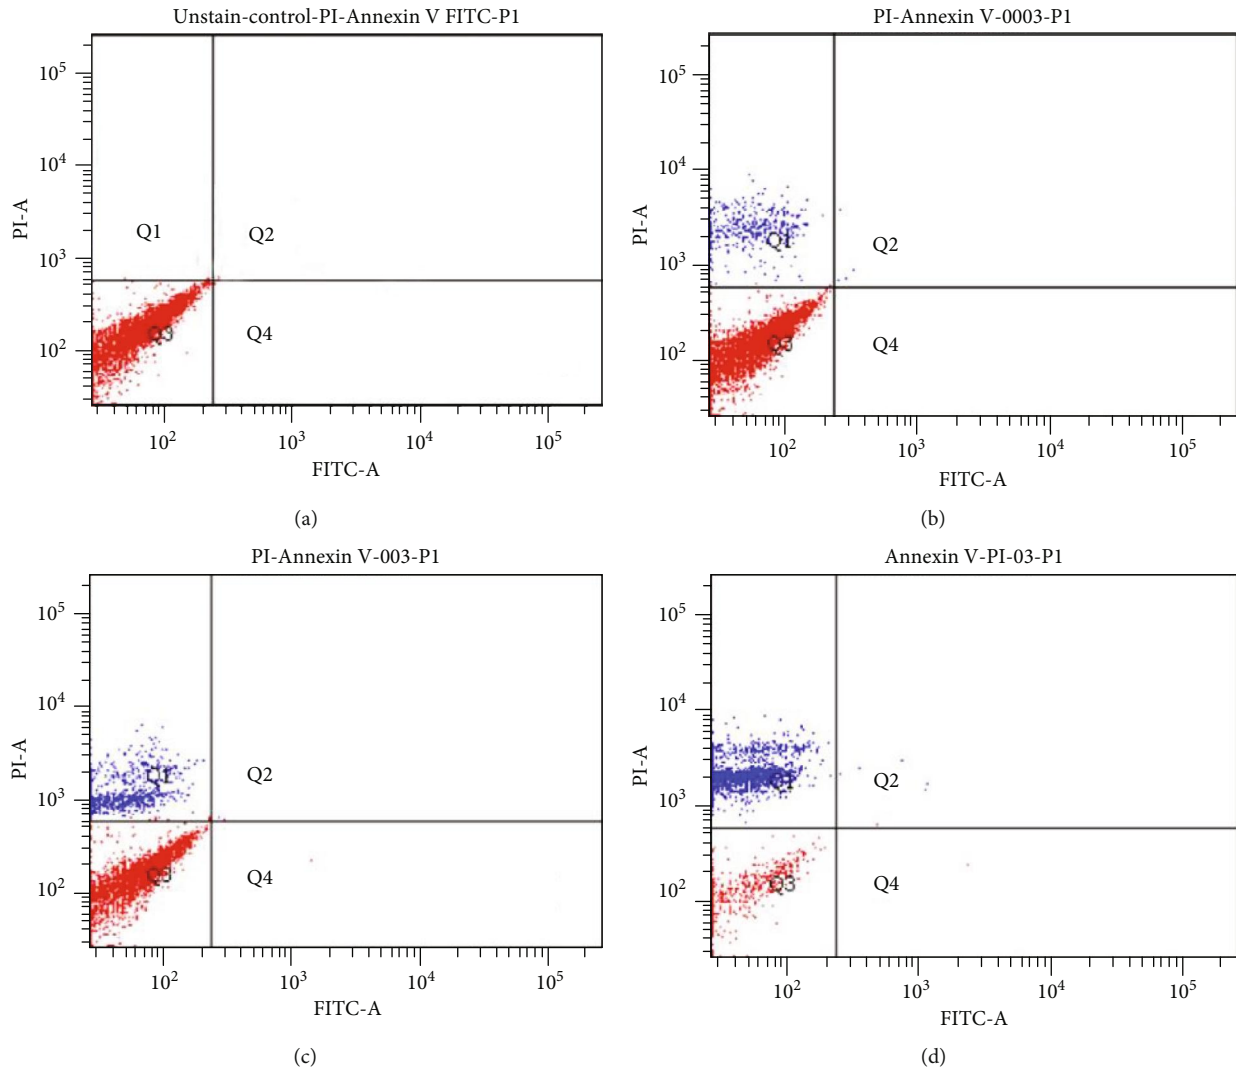 Unstain-control-PI-Annexin V FITC-P1
10^5
10^4
10^3
10^2
PI-A
Q1
Q2
Q3
Q4
10^2
10^3
10^4
10^5
FITC-A
(a)
PI-Annexin V-0003-P1
10^5
10^4
10^3
10^2
PI-A
Q1
Q2
Q3
Q4
10^2
10^3
10^4
10^5
FITC-A
(b)
PI-Annexin V-003-P1
10^5
10^4
10^3
10^2
PI-A
Q1
Q2
Q3
Q4
10^2
10^3
10^4
10^5
FITC-A
(c)
Annexin V-PI-03-P1
10^5
10^4
10^3
10^2
PI-A
Q1
Q2
Q3
Q4
10^2
10^3
10^4
10^5
FITC-A
(d)